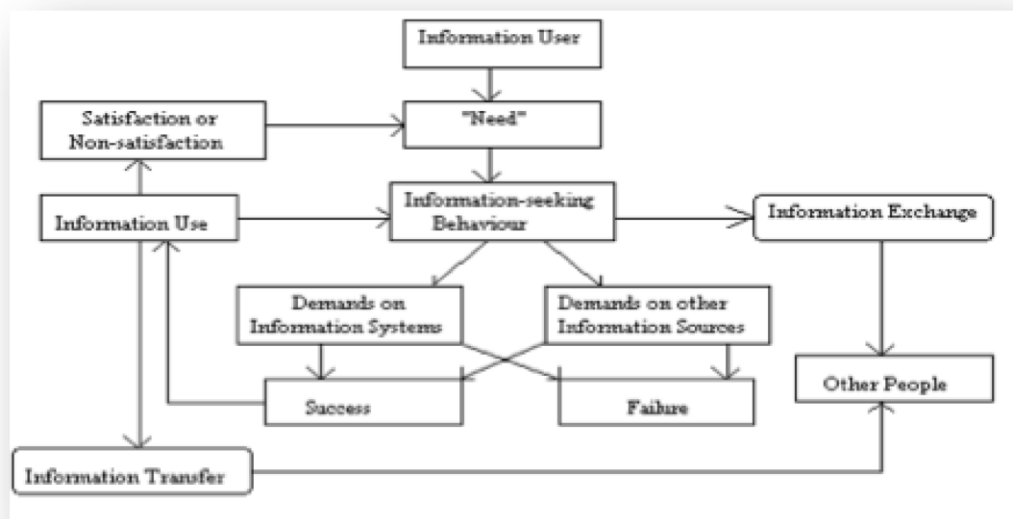 Information User
Satisfaction or
Non-satisfaction
"Need"
Information Use
Information-seeking
Behaviour
Information Exchange
Demands on
Information Systems
Demands on other
Information Sources
Success
Failure
Other People
Information Transfer